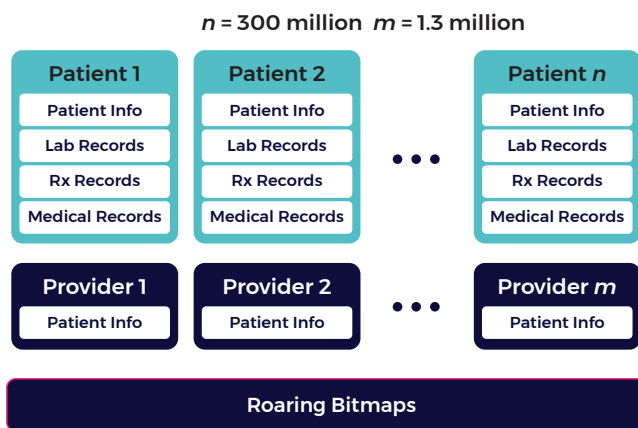 n = 300 million m = 1.3 million
Patient 1
Patient Info
Lab Records
Rx Records
Medical Records
Patient 2
Patient Info
Lab Records
Rx Records
Medical Records
•••
Patient n
Patient Info
Lab Records
Rx Records
Medical Records
Provider 1
Patient Info
Provider 2
Patient Info
•••
Provider m
Patient Info
Roaring Bitmaps